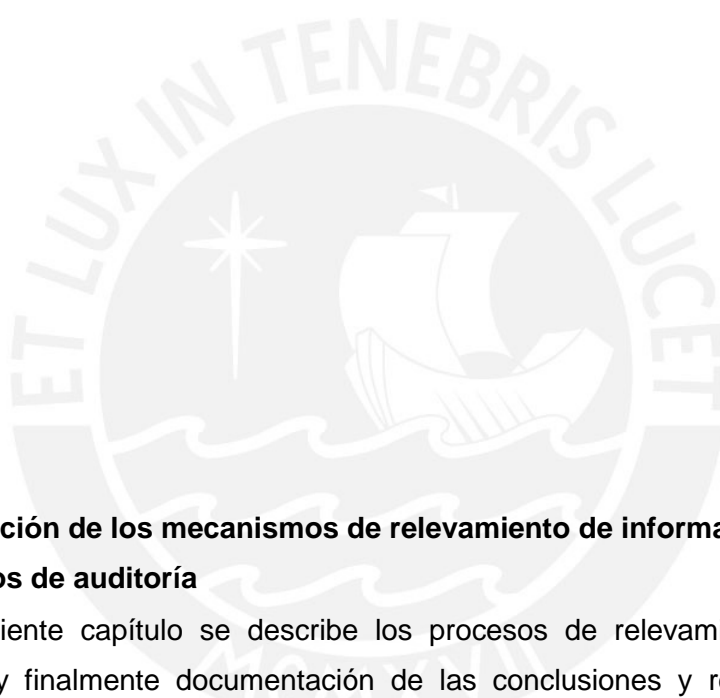 ET LUX IN TENEBRIS LUCET
ción de los mecanismos de relevamiento de informa
os de auditoría
iente capítulo se describe los procesos de relevam
y finalmente documentación de las conclusiones y r
MCMXVII